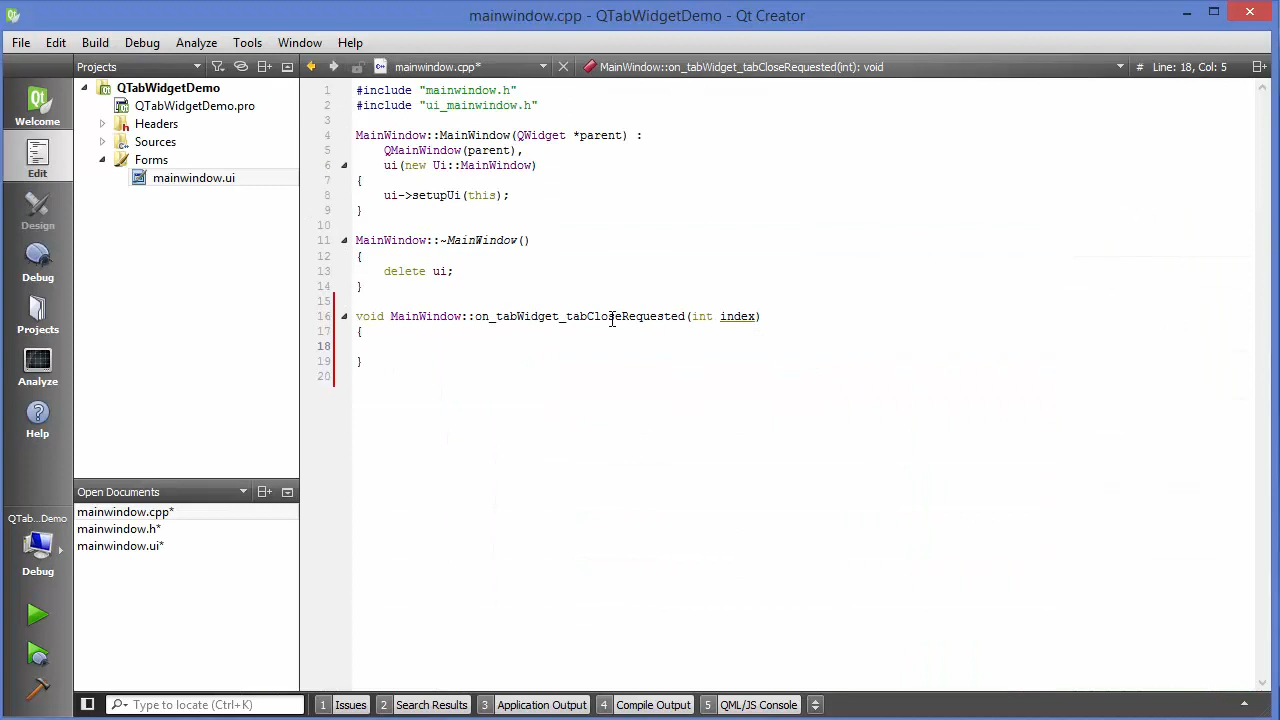 mainwindow.cpp - QTabWidgetDemo - Qt Creator
File Edit Build Debug Analyze Tools Window Help
Projects mainwindow.cpp* MainWindow::on_tabWidget_tabCloseRequested(int): void # Line: 18, Col: 5
Welcome
Edit
Design
Debug
Projects
Analyze
Help
QTab...Demo
Debug
QTabWidgetDemo
QTabWidgetDemo.pro
Headers
Sources
Forms
mainwindow.ui
Open Documents
mainwindow.cpp*
mainwindow.h*
mainwindow.ui*
1 #include "mainwindow.h"
2 #include "ui_mainwindow.h"
3
4 MainWindow::MainWindow(QWidget *parent) :
5 QMainWindow(parent),
6 ui(new Ui::MainWindow)
7 {
8 ui->setupUi(this);
9 }
10
11 MainWindow::~MainWindow()
12 {
13 delete ui;
14 }
15
16 void MainWindow::on_tabWidget_tabCloseRequested(int index)
17 {
18
19 }
20
Type to locate (Ctrl+K) 1 Issues 2 Search Results 3 Application Output 4 Compile Output 5 QML/JS Console